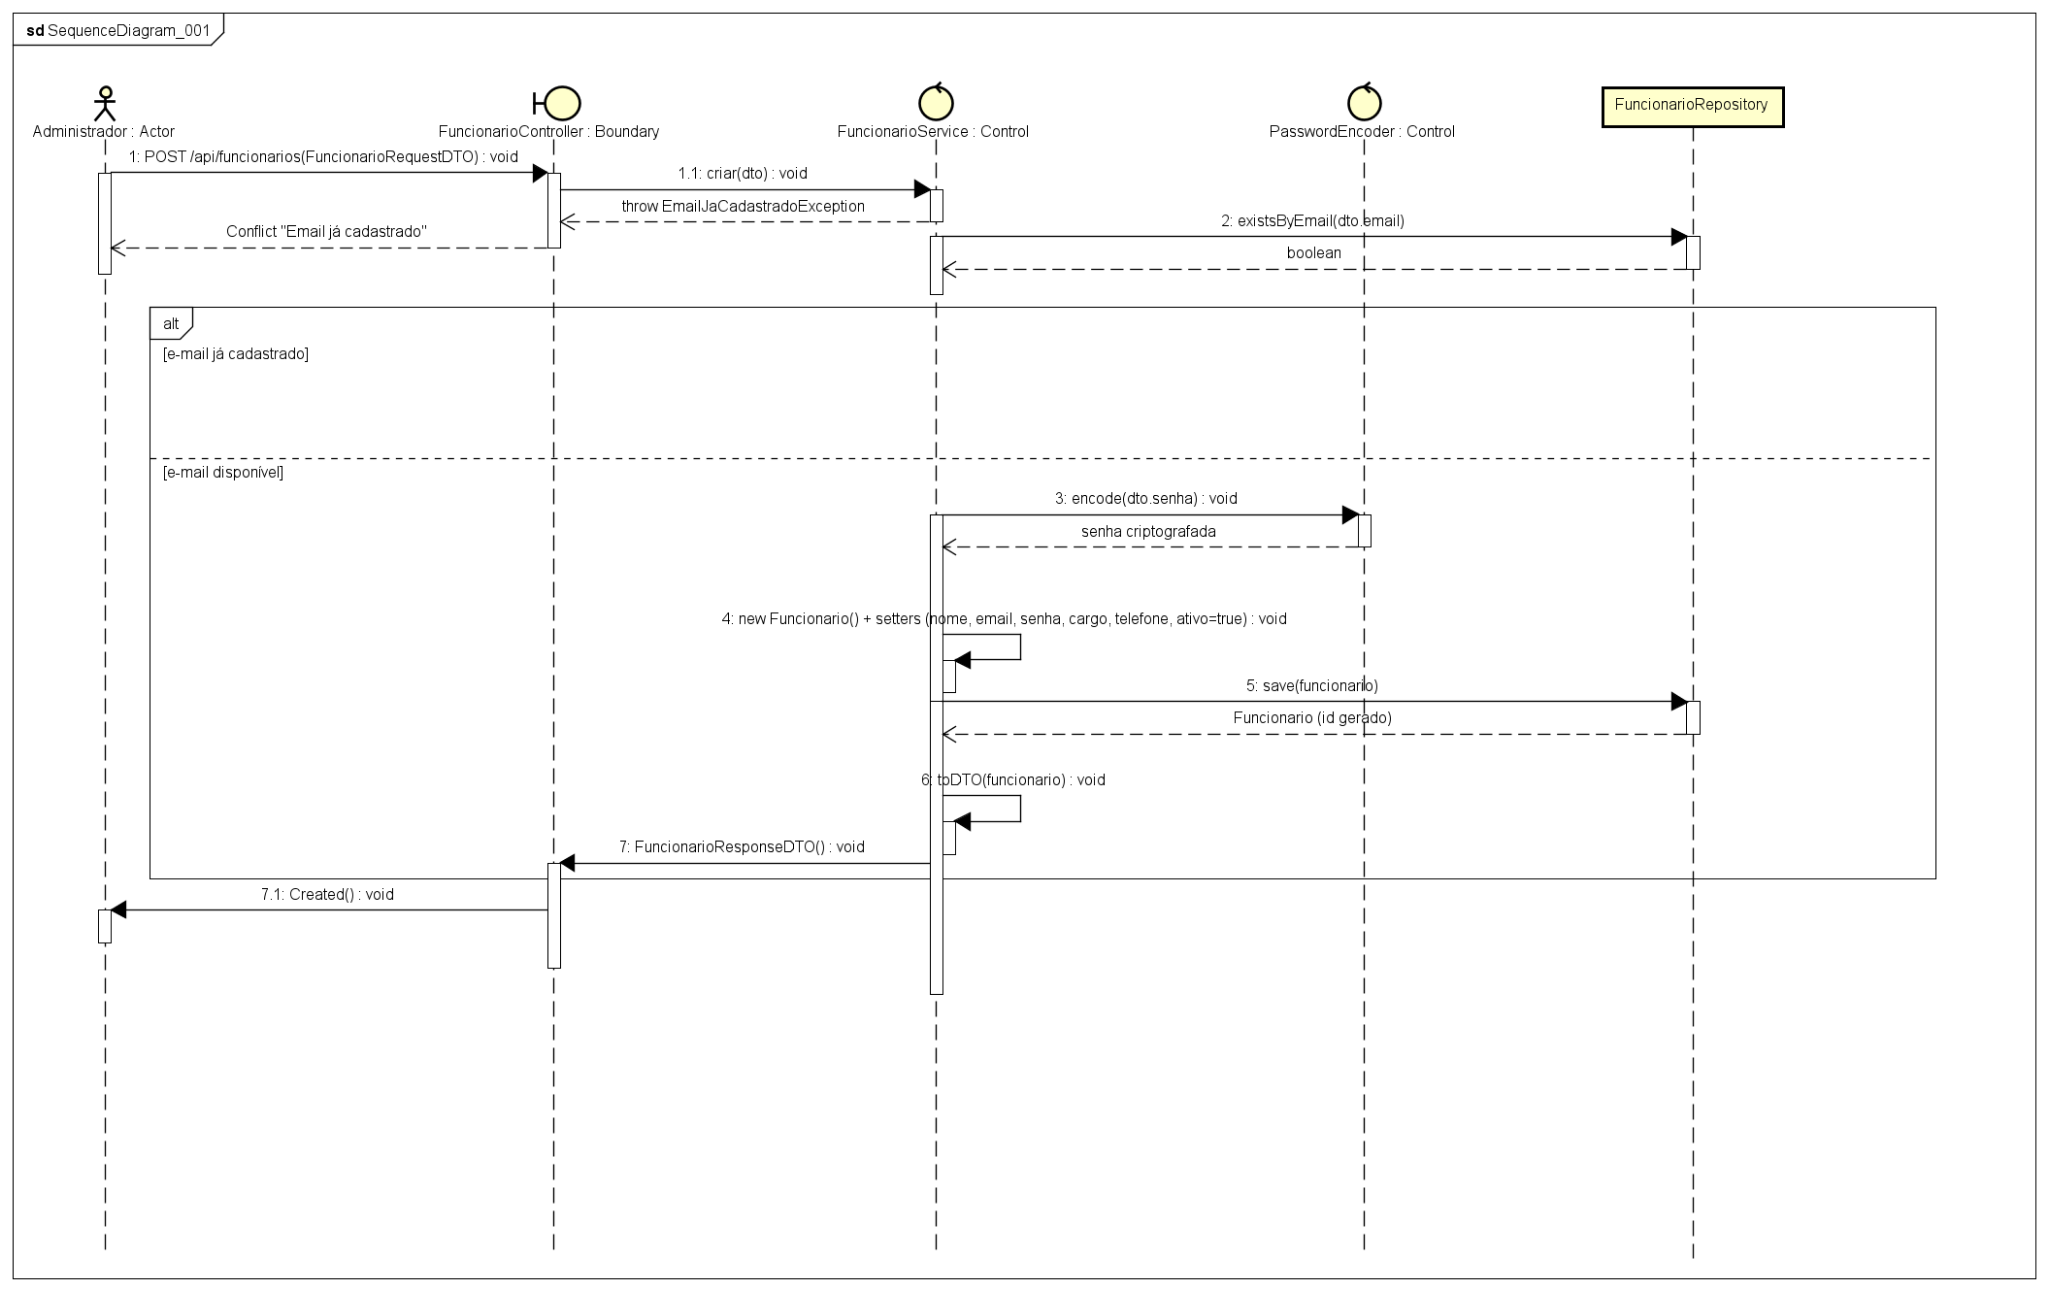 sd SequenceDiagram_001
Administrador : Actor
FuncionarioController : Boundary
FuncionarioService : Control
PasswordEncoder : Control
FuncionarioRepository
1: POST /api/funcionarios(FuncionarioRequestDTO) : void
1.1: criar(dto) : void
throw EmailJaCadastradoException
2: existsByEmail(dto.email)
Conflict "Email já cadastrado"
boolean
alt
[e-mail já cadastrado]
[e-mail disponível]
3: encode(dto.senha) : void
senha criptografada
4: new Funcionario() + setters (nome, email, senha, cargo, telefone, ativo=true) : void
5: save(funcionario)
Funcionario (id gerado)
6: toDTO(funcionario) : void
7: FuncionarioResponseDTO() : void
7.1: Created() : void